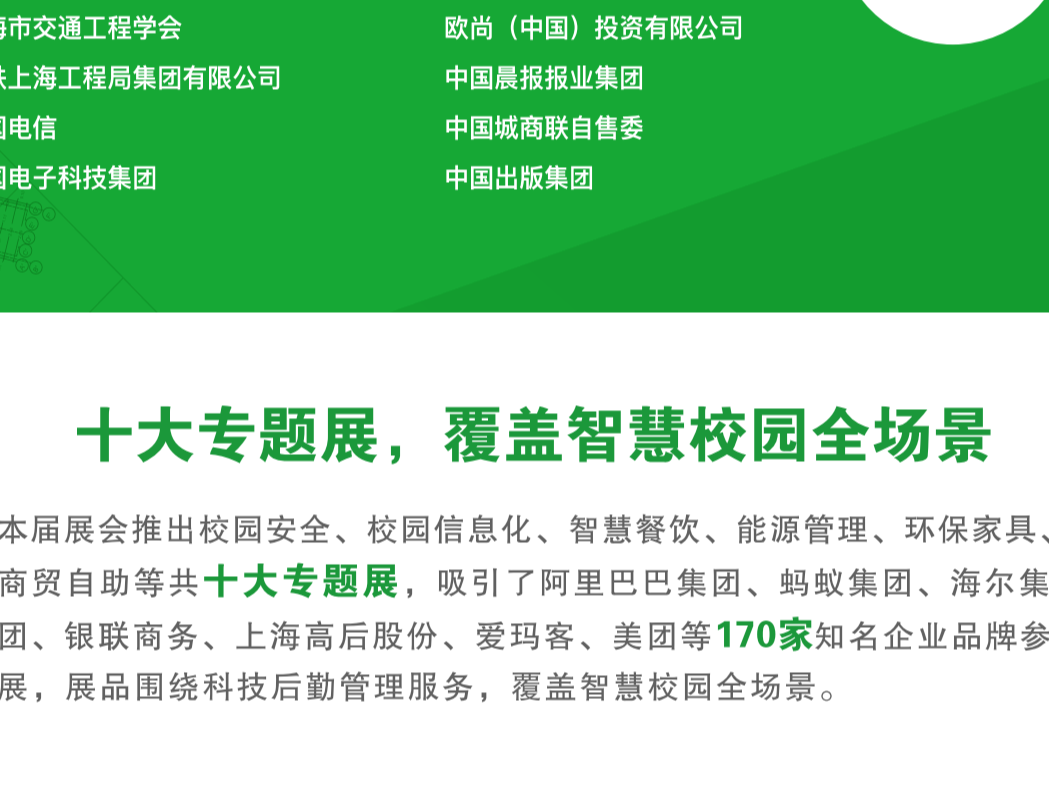 海市交通工程学会
上海工程局集团有限公司
电信
电子科技集团
欧尚（中国）投资有限公司
中国晨报报业集团
中国城商联自售委
中国出版集团
十大专题展，覆盖智慧校园全场景
本届展会推出校园安全、校园信息化、智慧餐饮、能源管理、环保家具、
商贸自助等共十大专题展，吸引了阿里巴巴集团、蚂蚁集团、海尔集
团、银联商务、上海高后股份、爱玛客、美团等170家知名企业品牌参
展，展品围绕科技后勤管理服务，覆盖智慧校园全场景。